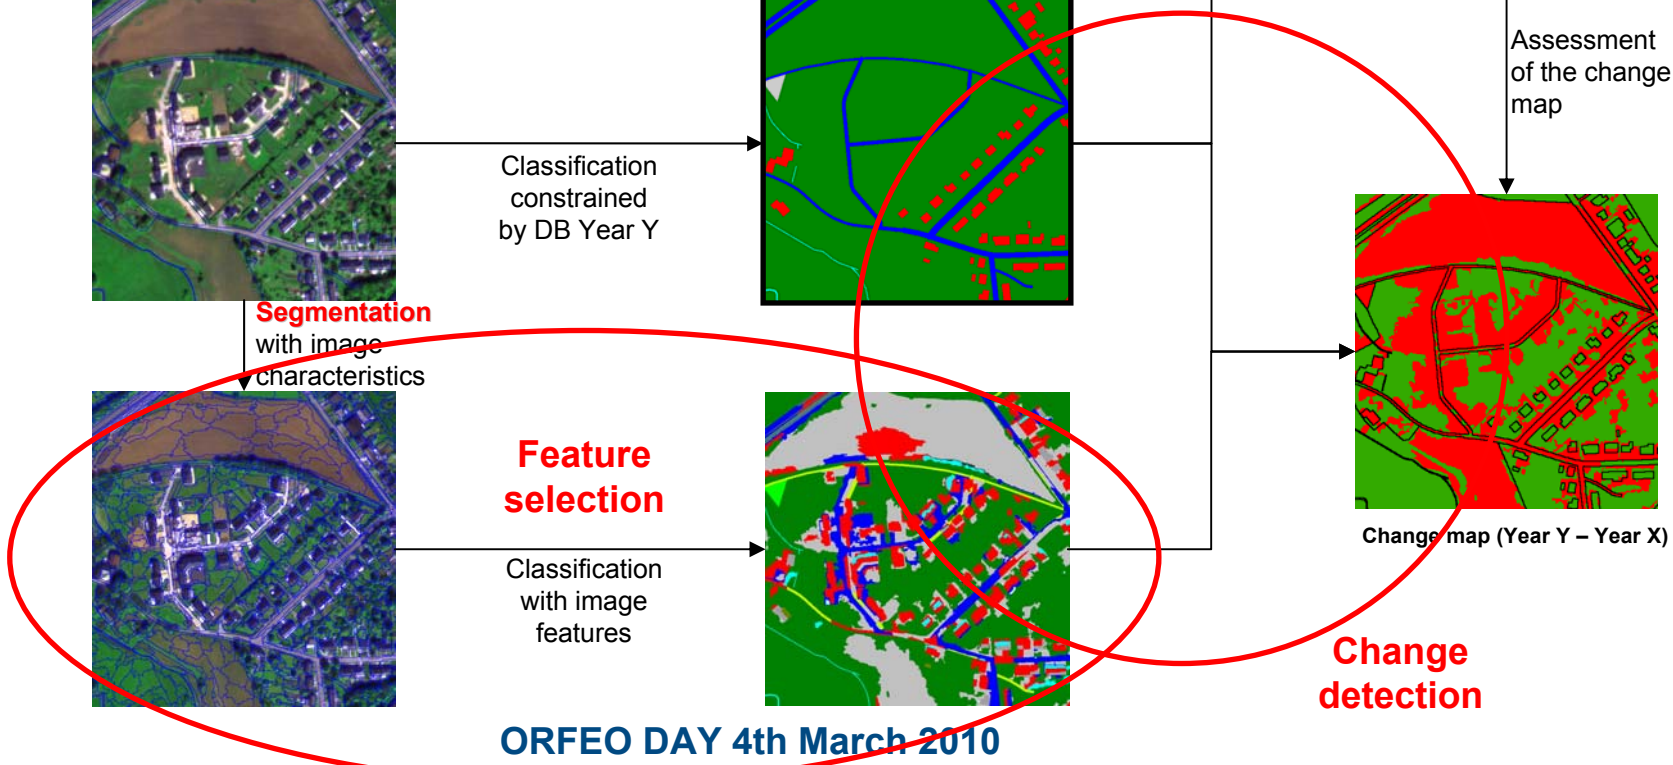 Assessment
of the change
map
Classification
constrained
by DB Year Y
Segmentation
with image
characteristics
Feature
selection
Classification
with image
features
Change map (Year Y – Year X)
Change
detection
ORFEO DAY 4th March 2010